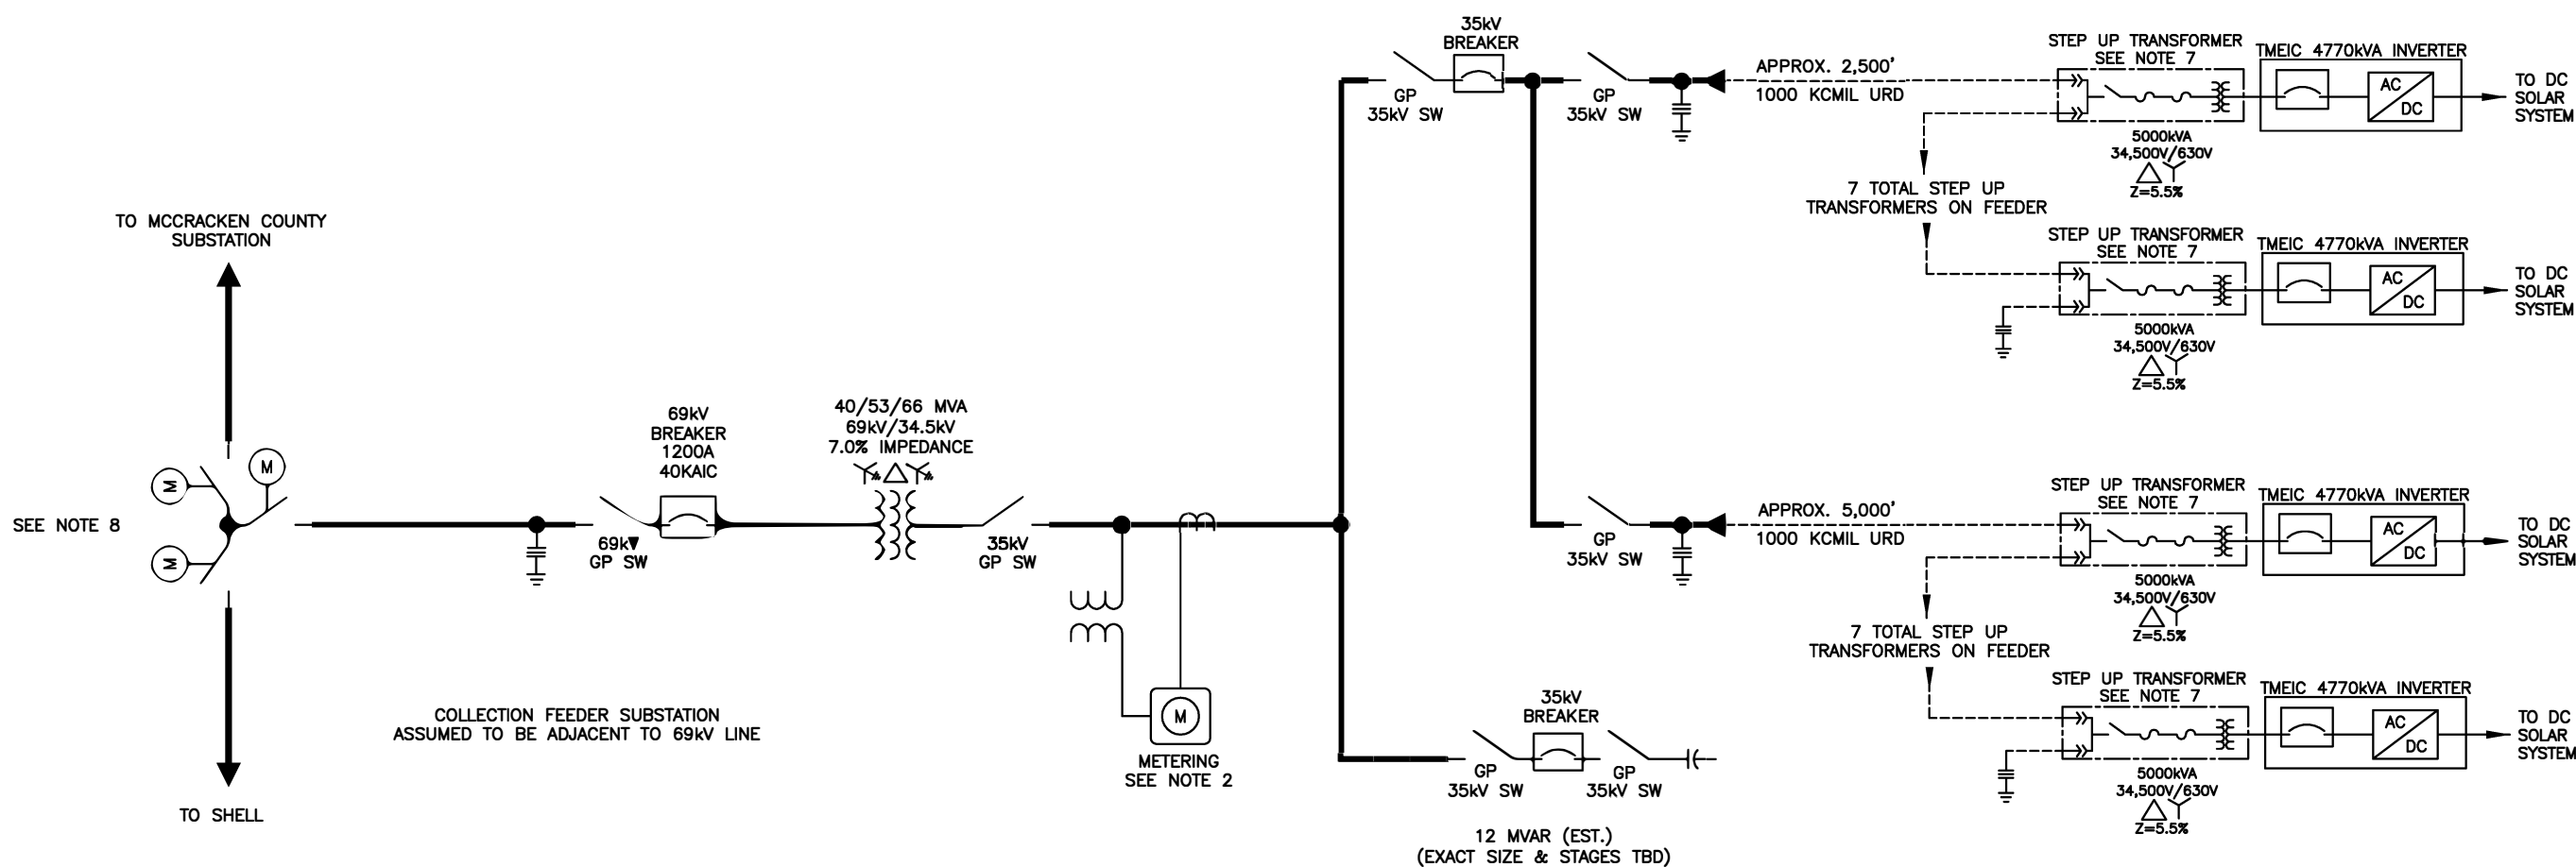 TO MCCRACKEN COUNTY
SUBSTATION
SEE NOTE 8
M
M
M
TO SHELL
69kV
BREAKER
1200A
40KAIC
69kV
GP SW
40/53/66 MVA
69kV/34.5kV
7.0% IMPEDANCE
35kV
GP SW
COLLECTION FEEDER SUBSTATION
ASSUMED TO BE ADJACENT TO 69kV LINE
M
METERING
SEE NOTE 2
35kV
BREAKER
GP
35kV SW
GP
35kV SW
APPROX. 2,500'
1000 KCMIL URD
STEP UP TRANSFORMER
SEE NOTE 7
5000kVA
34,500V/630V
Z=5.5%
TMEIC 4770kVA INVERTER
AC
DC
TO DC
SOLAR
SYSTEM
7 TOTAL STEP UP
TRANSFORMERS ON FEEDER
STEP UP TRANSFORMER
SEE NOTE 7
5000kVA
34,500V/630V
Z=5.5%
TMEIC 4770kVA INVERTER
AC
DC
TO DC
SOLAR
SYSTEM
GP
35kV SW
APPROX. 5,000'
1000 KCMIL URD
STEP UP TRANSFORMER
SEE NOTE 7
5000kVA
34,500V/630V
Z=5.5%
TMEIC 4770kVA INVERTER
AC
DC
TO DC
SOLAR
SYSTEM
7 TOTAL STEP UP
TRANSFORMERS ON FEEDER
STEP UP TRANSFORMER
SEE NOTE 7
5000kVA
34,500V/630V
Z=5.5%
TMEIC 4770kVA INVERTER
AC
DC
TO DC
SOLAR
SYSTEM
35kV
BREAKER
GP
35kV SW
GP
35kV SW
12 MVAR (EST.)
(EXACT SIZE & STAGES TBD)